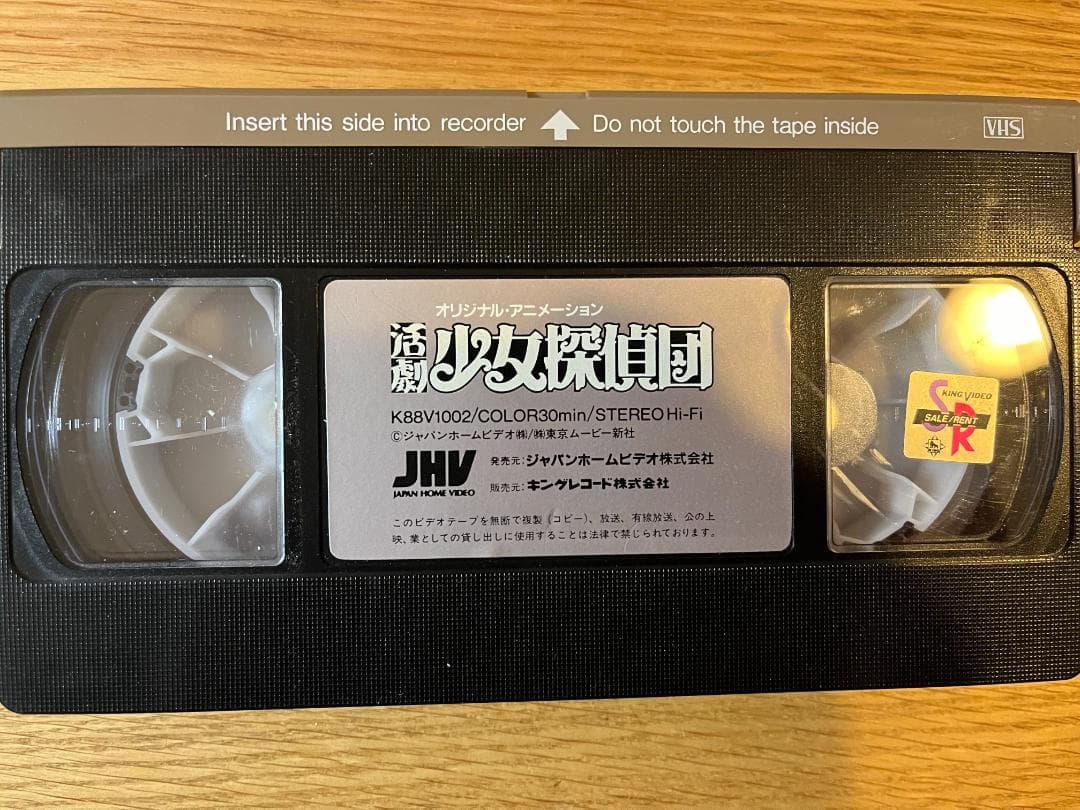 Insert this side into recorder Do not touch the tape inside VHS
オリジナル・アニメーション
活劇少女探偵団
K88V1002/COLOR30min/STEREO Hi-Fi
©ジャパンホームビデオ㈱/㈱東京ムービー新社
JHV 発売元:ジャパンホームビデオ株式会社
JAPAN HOME VIDEO 販売元:キングレコード株式会社
このビデオテープを無断で複製(コピー)、放送、有線放送、公の上
映、業としての貸し出しに使用することは法律で禁じられております。
KING VIDEO
SALE/RENT